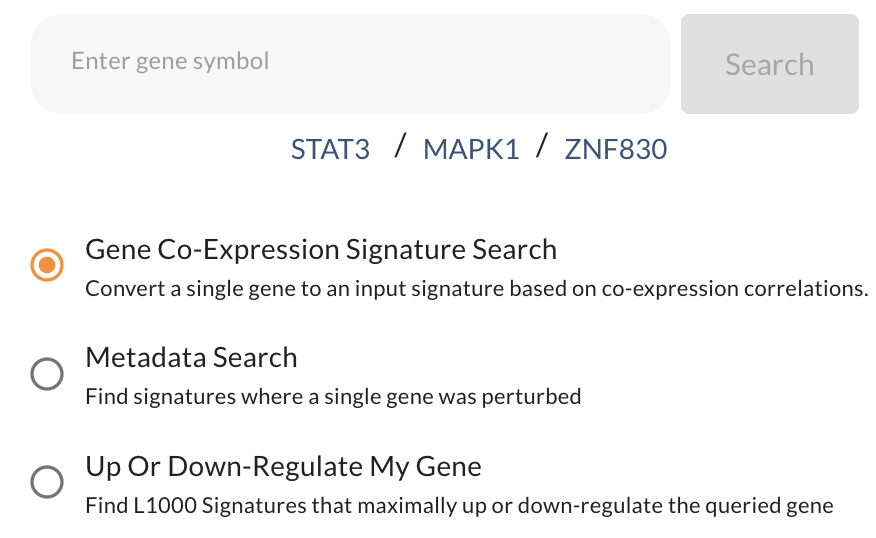 Enter gene symbol
Search
STAT3 / MAPK1 / ZNF830
Gene Co-Expression Signature Search
Convert a single gene to an input signature based on co-expression correlations.
Metadata Search
Find signatures where a single gene was perturbed
Up Or Down-Regulate My Gene
Find L1000 Signatures that maximally up or down-regulate the queried gene